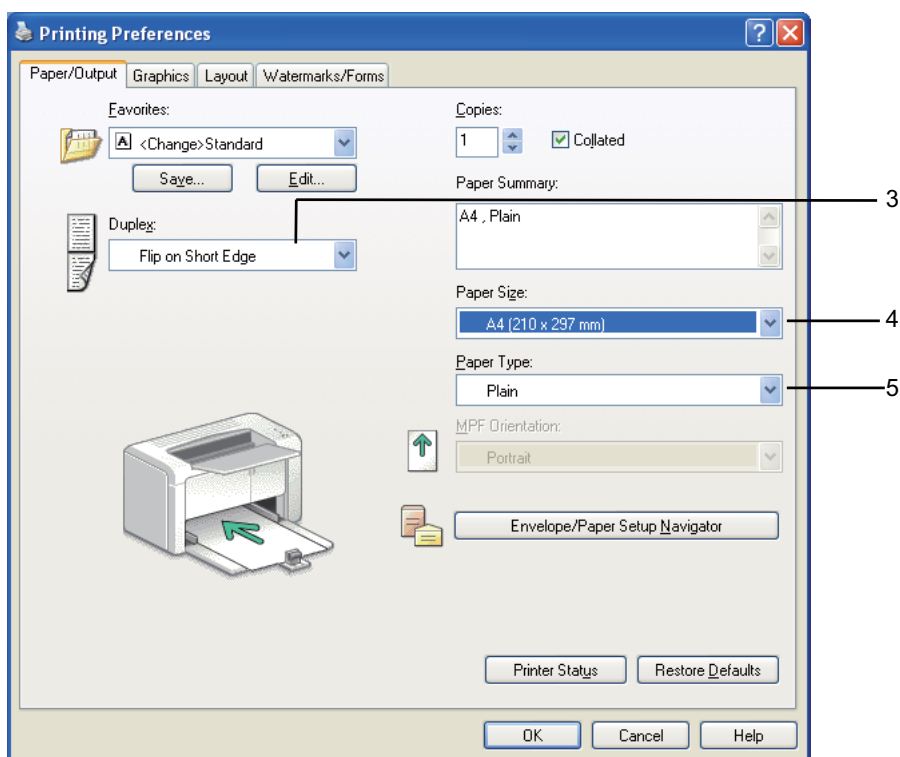 Printing Preferences
Paper/Output Graphics Layout Watermarks/Forms
Favorites:
A <Change>Standard
Save... Edit...
Duplex:
Flip on Short Edge
Copies:
1 Collated
Paper Summary:
A4 , Plain
3
Paper Size:
A4 (210 x 297 mm)
4
Paper Type:
Plain
5
MPF Orientation:
Portrait
Envelope/Paper Setup Navigator
Printer Status Restore Defaults
OK Cancel Help